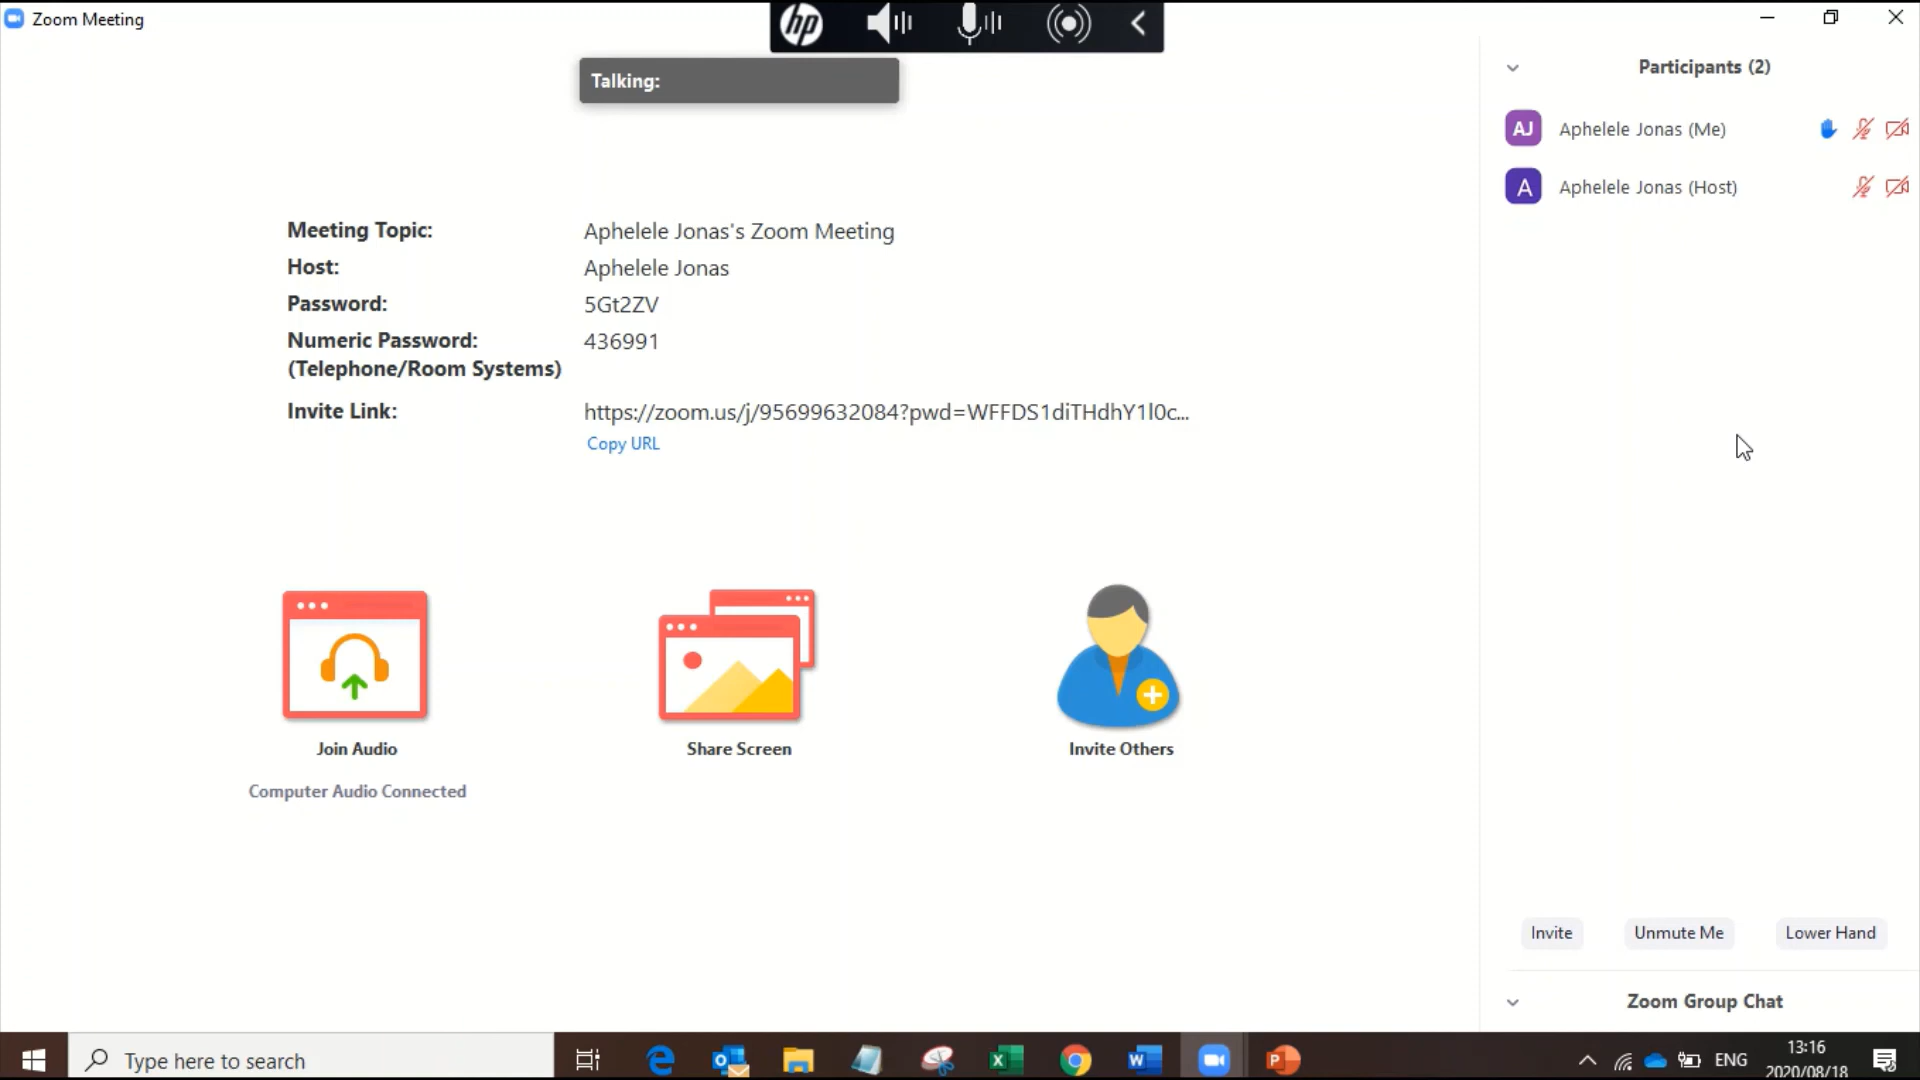 Zoom Meeting
hp
Talking:
Participants (2)
AJ Aphelele Jonas (Me)
A Aphelele Jonas (Host)
Meeting Topic: Aphelele Jonas's Zoom Meeting
Host: Aphelele Jonas
Password: 5Gt2ZV
Numeric Password: 436991
(Telephone/Room Systems)
Invite Link: https://zoom.us/j/95699632084?pwd=WFFDS1diTHdhY1l0c...
Copy URL
Join Audio
Share Screen
Invite Others
Computer Audio Connected
Invite
Unmute Me
Lower Hand
Zoom Group Chat
Type here to search
ENG
13:16
2020/08/18